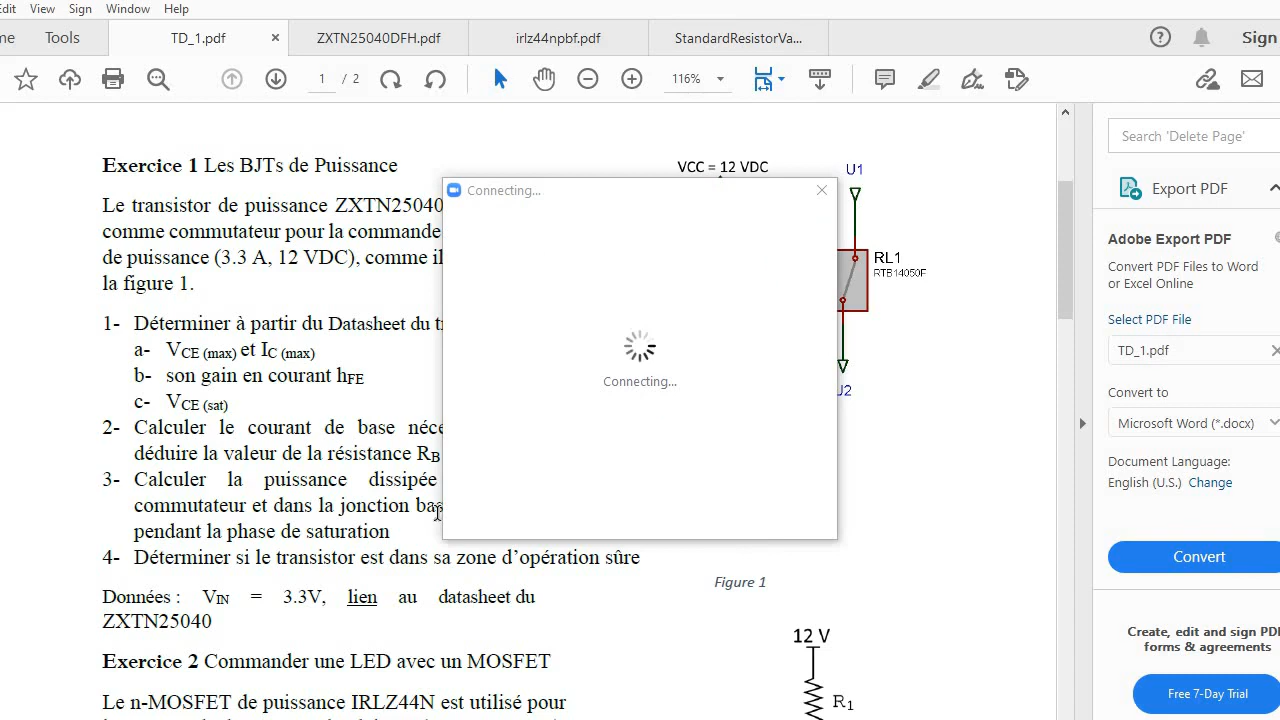 Edit View Sign Window Help
me Tools TD_1.pdf × ZXTN25040DFH.pdf irlz44npbf.pdf StandardResistorVa... Sign
1 / 2 116%
Exercice 1 Les BJTs de Puissance
Le transistor de puissance ZXTN25040
comme commutateur pour la commande
de puissance (3.3 A, 12 VDC), comme il
la figure 1.
1- Déterminer à partir du Datasheet du
a- VCE (max) et IC (max)
b- son gain en courant hFE
c- VCE (sat)
2- Calculer le courant de base
déduire la valeur de la résistance RB
3- Calculer la puissance dissipée
commutateur et dans la jonction
pendant la phase de saturation
4- Déterminer si le transistor est dans sa zone d’opération sûre
Données : VIN = 3.3V, lien au datasheet du
ZXTN25040
Exercice 2 Commander une LED avec un MOSFET
Le n-MOSFET de puissance IRLZ44N est utilisé pour
Connecting...
Connecting...
VCC = 12 VDC
U1
RL1
RTB14050F
U2
Figure 1
12 V
R1
Search 'Delete Page'
Export PDF
Adobe Export PDF
Convert PDF Files to Word
or Excel Online
Select PDF File
TD_1.pdf ×
Convert to
Microsoft Word (*.docx)
Document Language:
English (U.S.) Change
Convert
Create, edit and sign PD
forms & agreements
Free 7-Day Trial